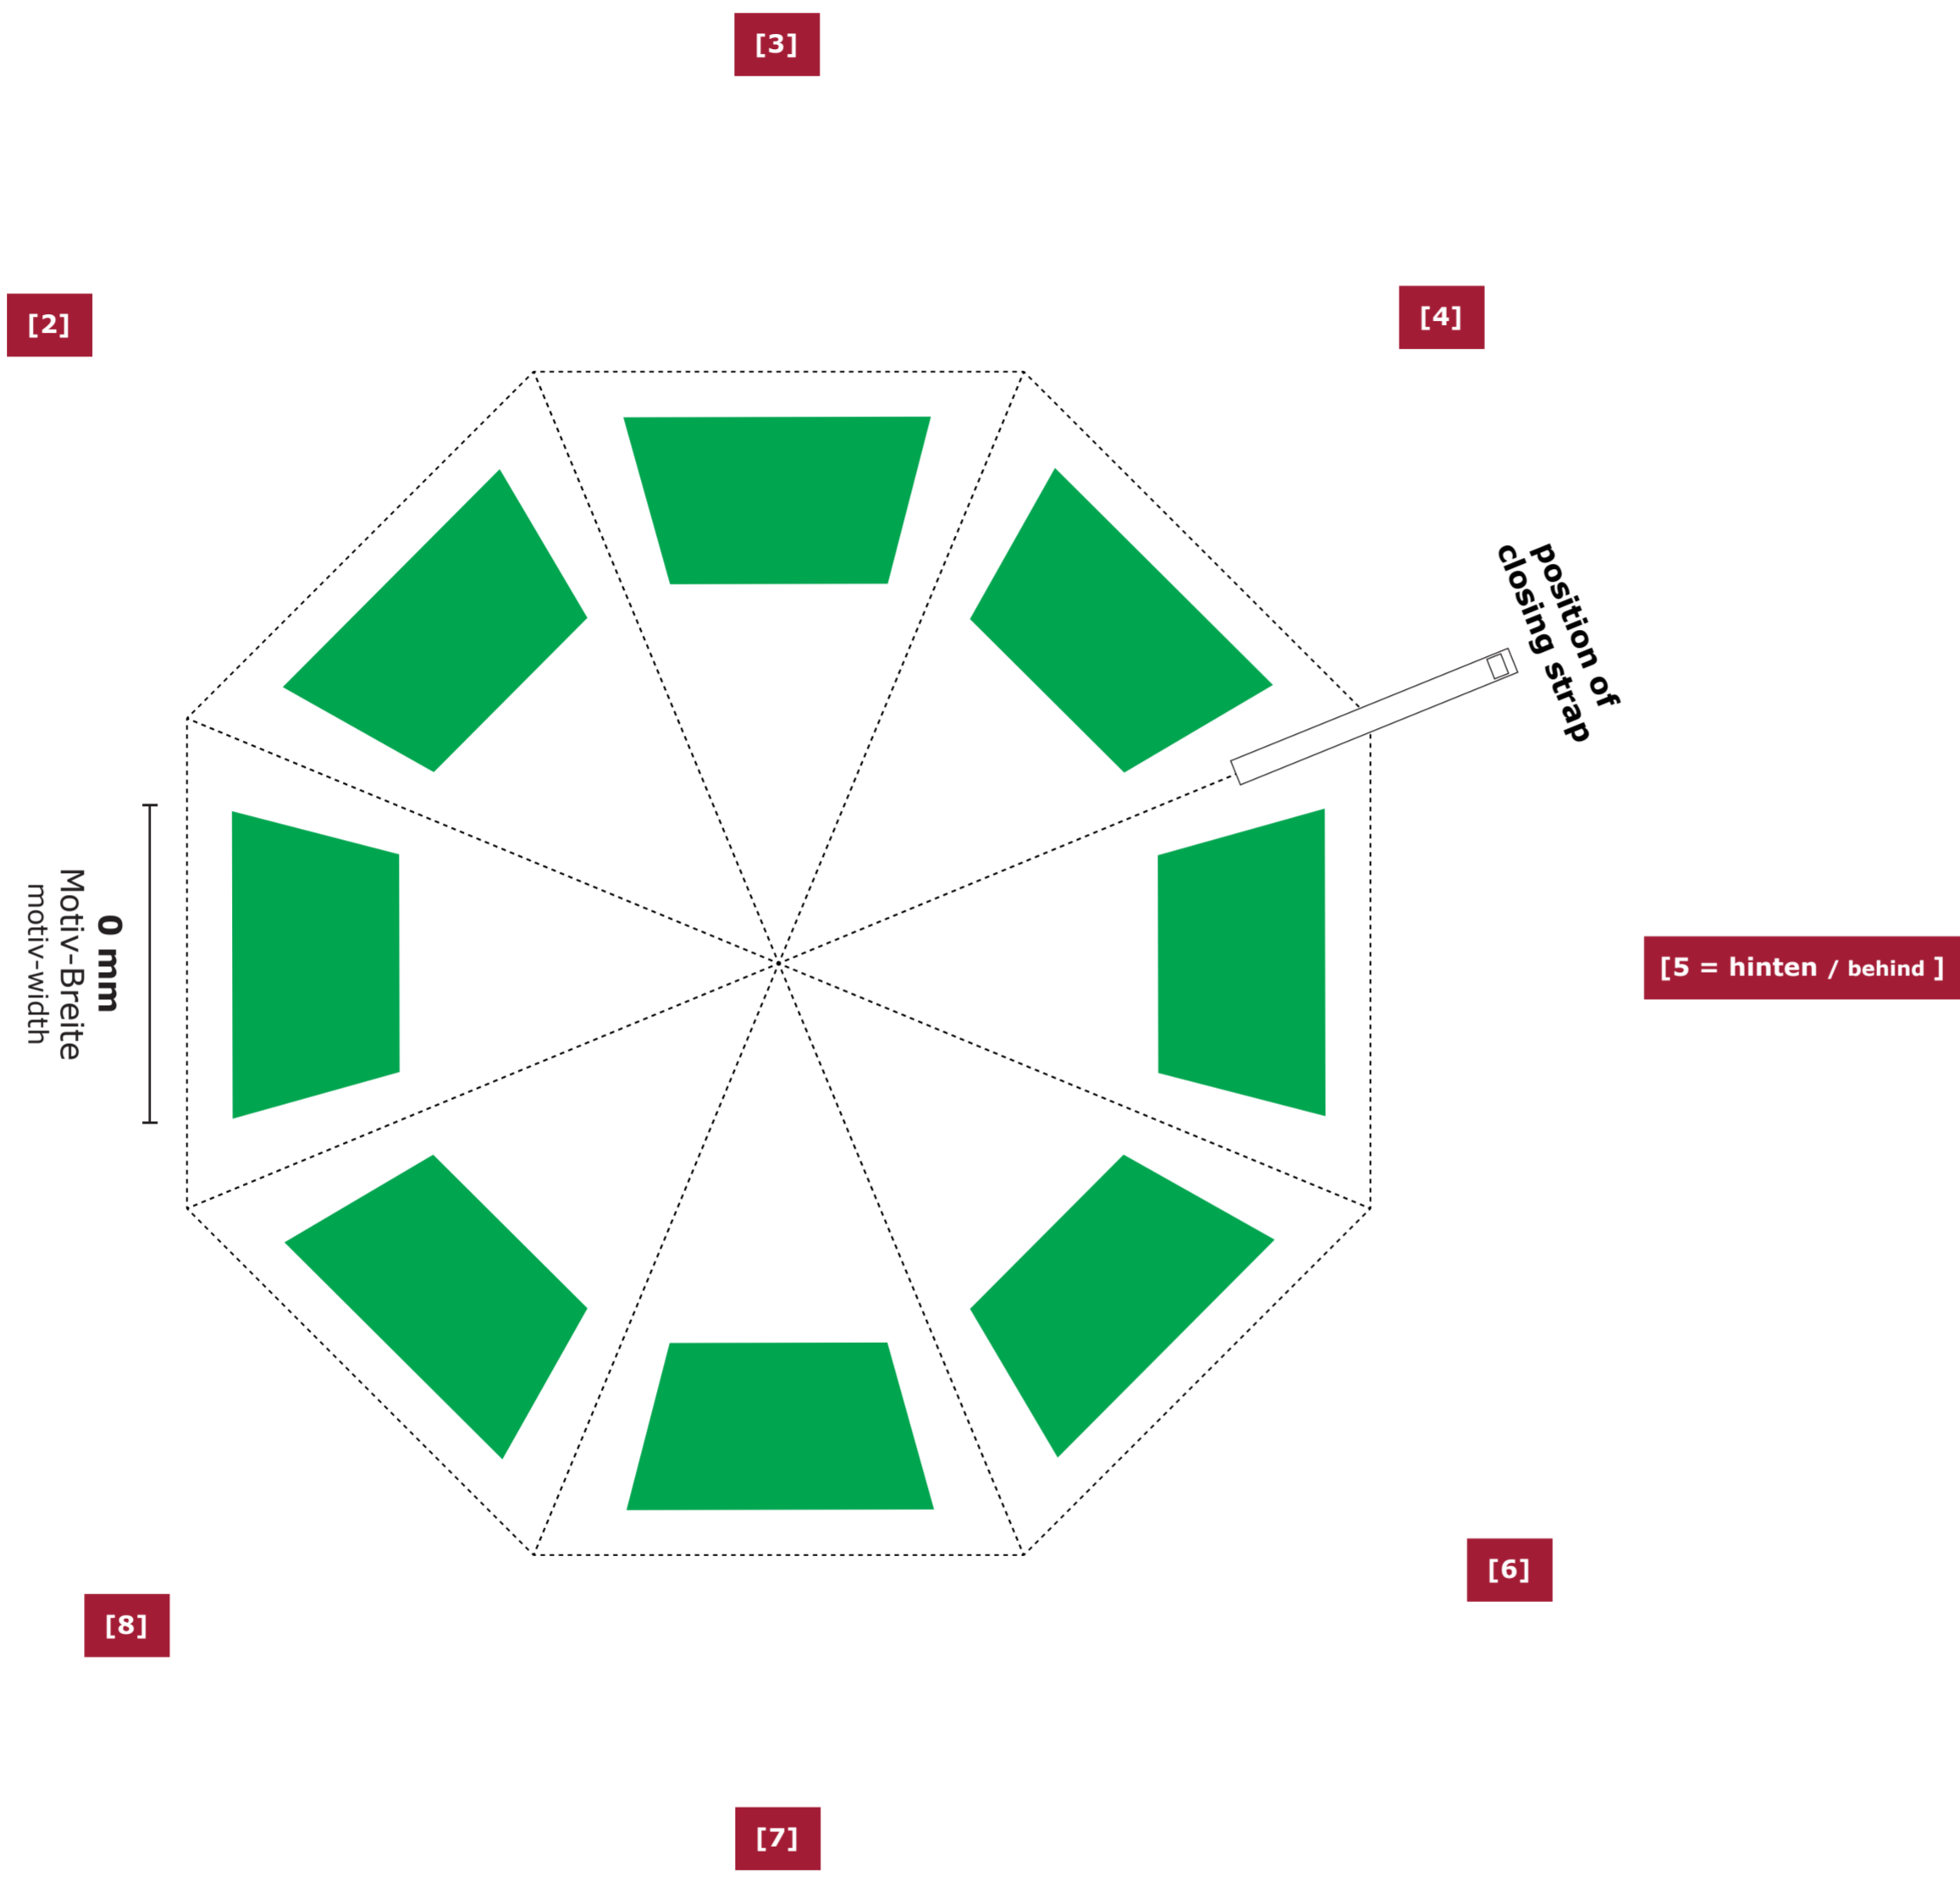 [3]
[2]
[4]
position of
closing strap
0 mm
Motiv-Breite
motiv-width
[5 = hinten / behind ]
[6]
[8]
[7]